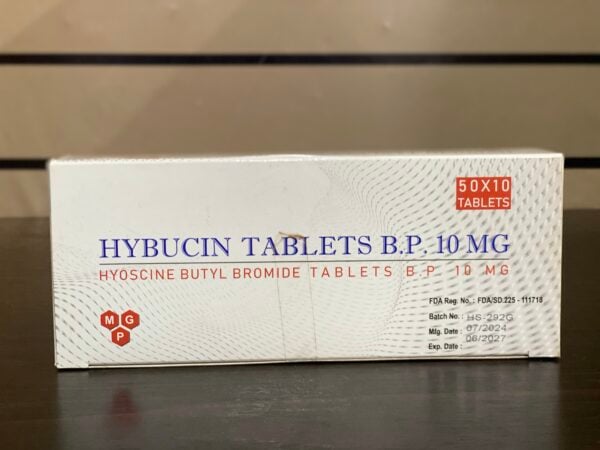 50X10
TABLETS
HYBUCIN TABLETS B.P. 10 MG
HYOSCINE BUTYL BROMIDE TABLETS B.P. 10 MG
FDA Reg. No. : FDA/SD.225 - 111718
Batch No. : HS-292G
Mfg. Date : 07/2024
Exp. Date : 06/2027
M G
P